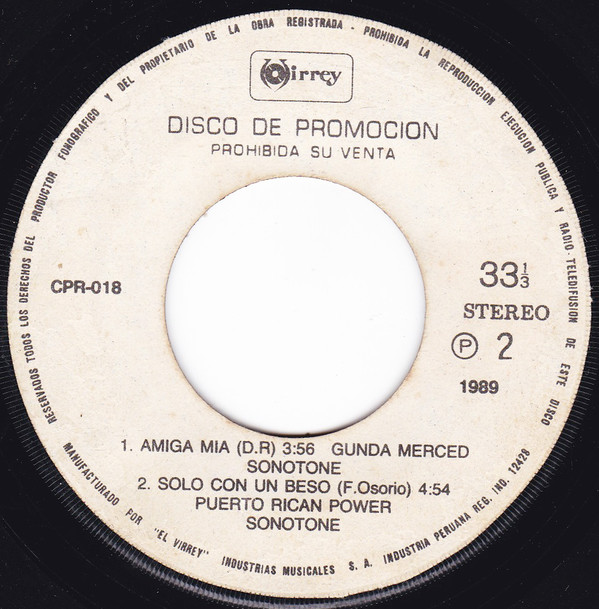 RESERVADOS TODOS LOS DERECHOS DEL PRODUCTOR FONOGRAFICO Y DEL PROPIETARIO DE LA OBRA REGISTRADA - PROHIBIDA LA REPRODUCCION EJECUCION PUBLICA Y RADIO-TELEDIFUSION DE ESTE DISCO
Virrey
DISCO DE PROMOCION
PROHIBIDA SU VENTA
CPR-018
33 1/3
STEREO
Ⓟ 2
1989
1. AMIGA MIA (D.R) 3:56 GUNDA MERCED
SONOTONE
2. SOLO CON UN BESO (F.Osorio) 4:54
PUERTO RICAN POWER
SONOTONE
MANUFACTURADO POR "EL VIRREY" INDUSTRIAS MUSICALES S. A. INDUSTRIA PERUANA REG. IND. 12428